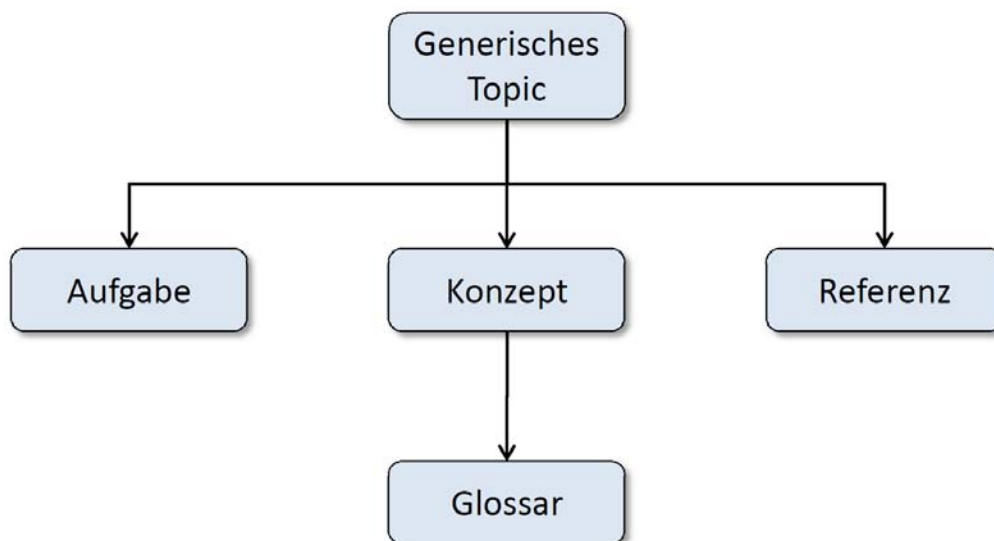 Generisches
Topic
Aufgabe
Konzept
Referenz
Glossar